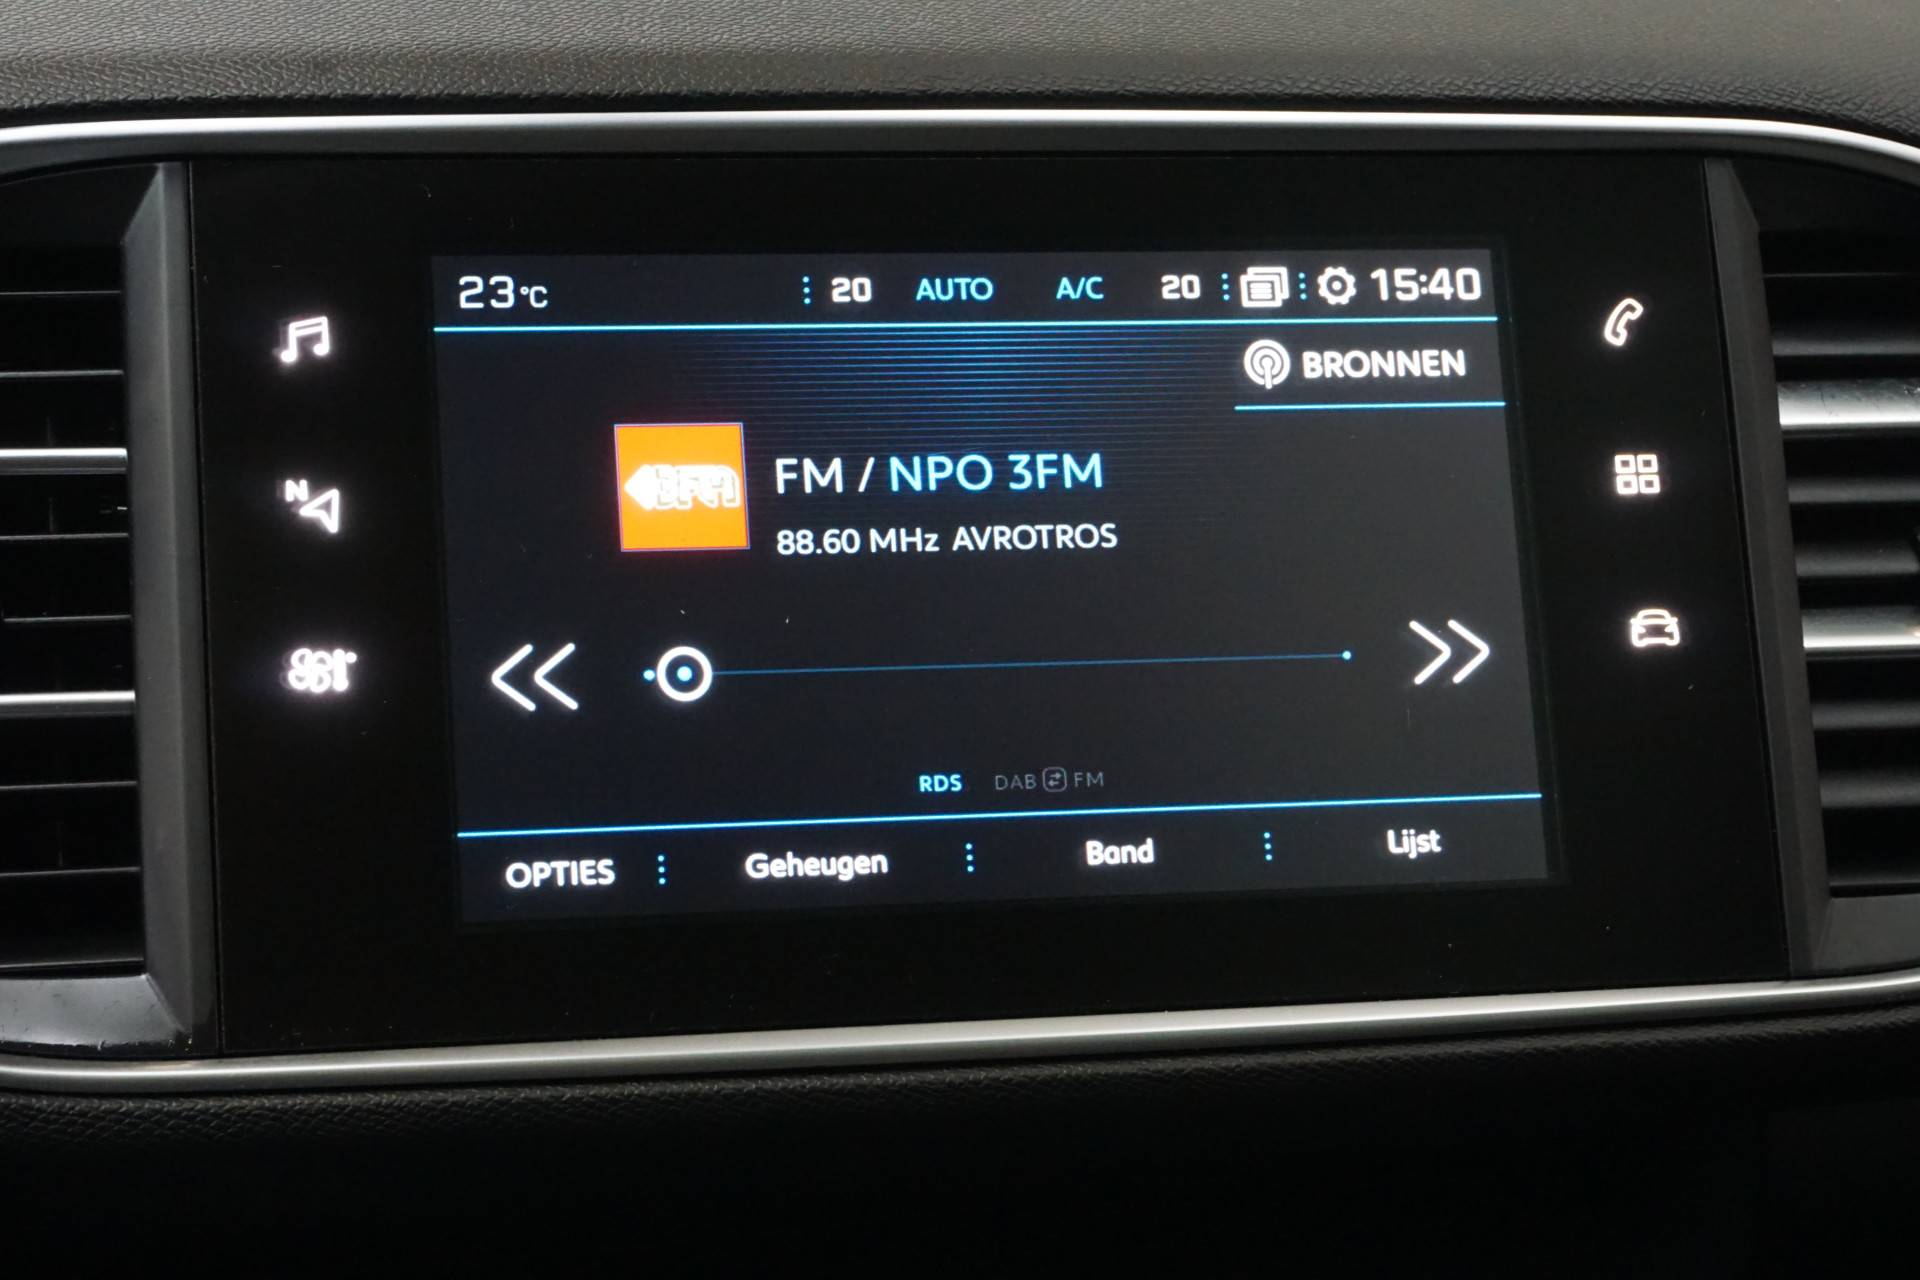 23°C 20 AUTO A/C 20 15:40
BRONNEN
3FM
FM / NPO 3FM
88.60 MHz AVROTROS
N
RDS DAB FM
OPTIES Geheugen Band Lijst